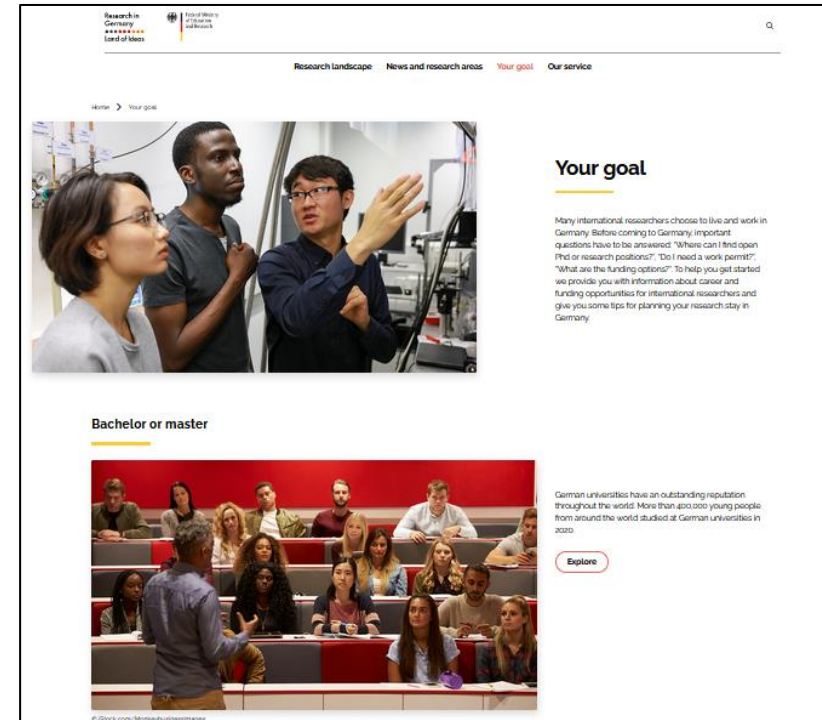 Research in
Germany
Land of Ideas
Federal Ministry
of Education
and Research
Research landscape News and research areas Your goal Our service
Home > Your goal
Your goal
Many international researchers choose to live and work in
Germany. Before coming to Germany, important
questions have to be answered: "Where can I find open
Phd or research positions?", "Do I need a work permit?",
"What are the funding options?". To help you get started
we provide you with information about career and
funding opportunities for international researchers and
give you some tips for planning your research stay in
Germany.
Bachelor or master
German universities have an outstanding reputation
throughout the world. More than 400,000 young people
from around the world studied at German universities in
2020.
Explore